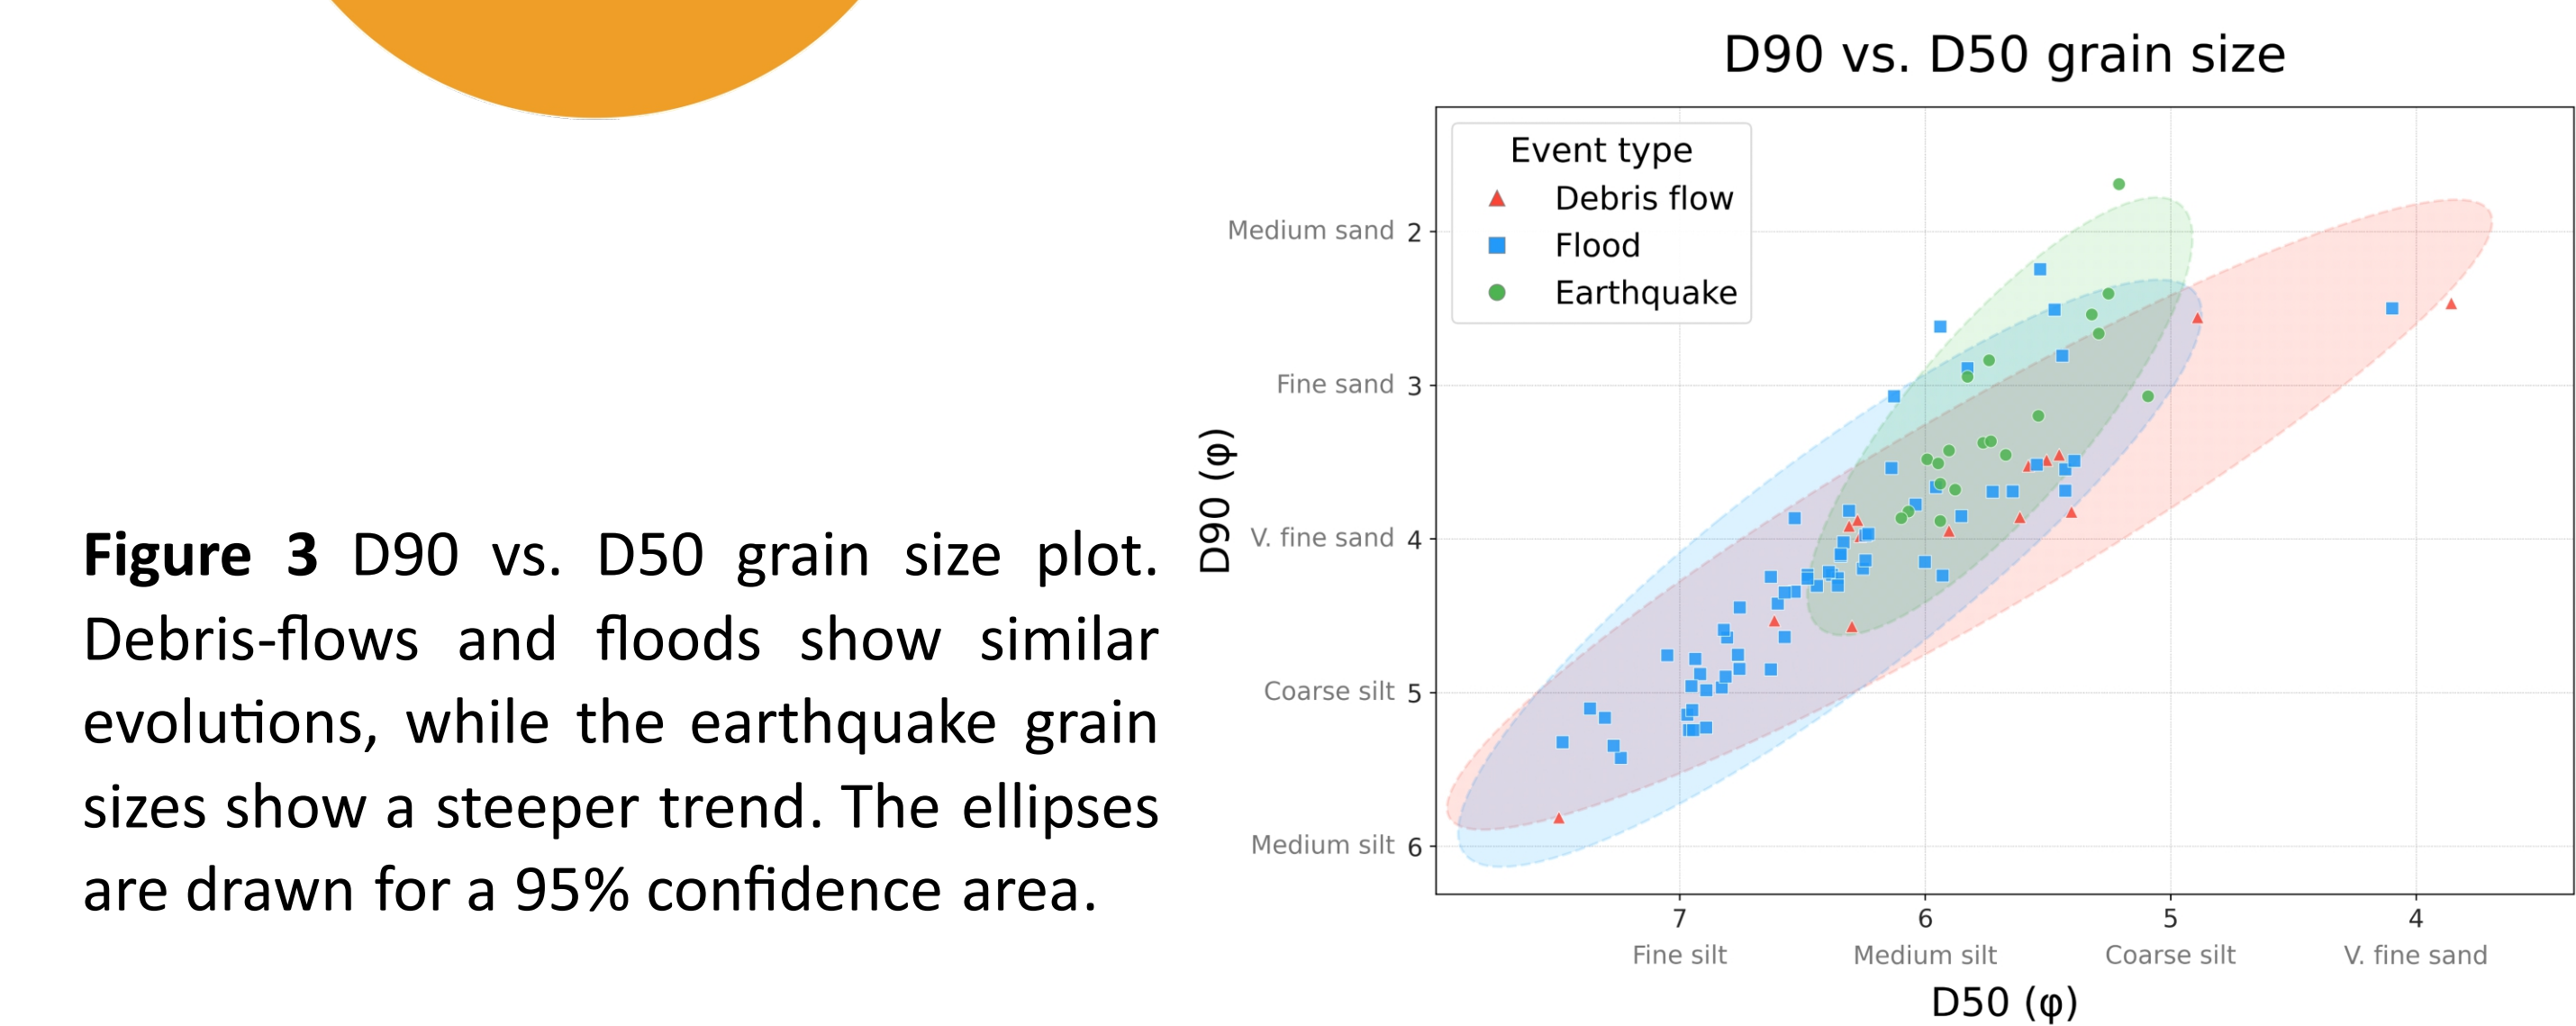 D90 vs. D50 grain size
Event type
Debris flow
Flood
Earthquake
Medium sand 2
Fine sand 3
V. fine sand 4
Coarse silt 5
Medium silt 6
D90 (φ)
7 6 5 4
Fine silt Medium silt Coarse silt V. fine sand
D50 (φ)
Figure 3 D90 vs. D50 grain size plot.
Debris-flows and floods show similar
evolutions, while the earthquake grain
sizes show a steeper trend. The ellipses
are drawn for a 95% confidence area.